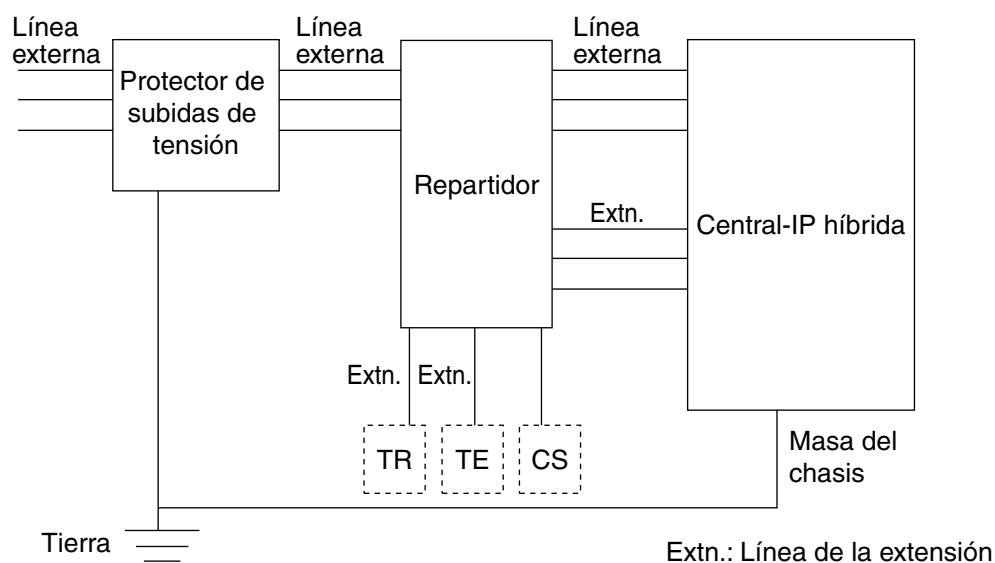 Línea
externa
Línea
externa
Línea
externa
Protector de
subidas de
tensión
Repartidor
Extn.
Central-IP híbrida
Extn.
Extn.
TR
TE
CS
Masa del
chasis
Tierra
Extn.: Línea de la extensión